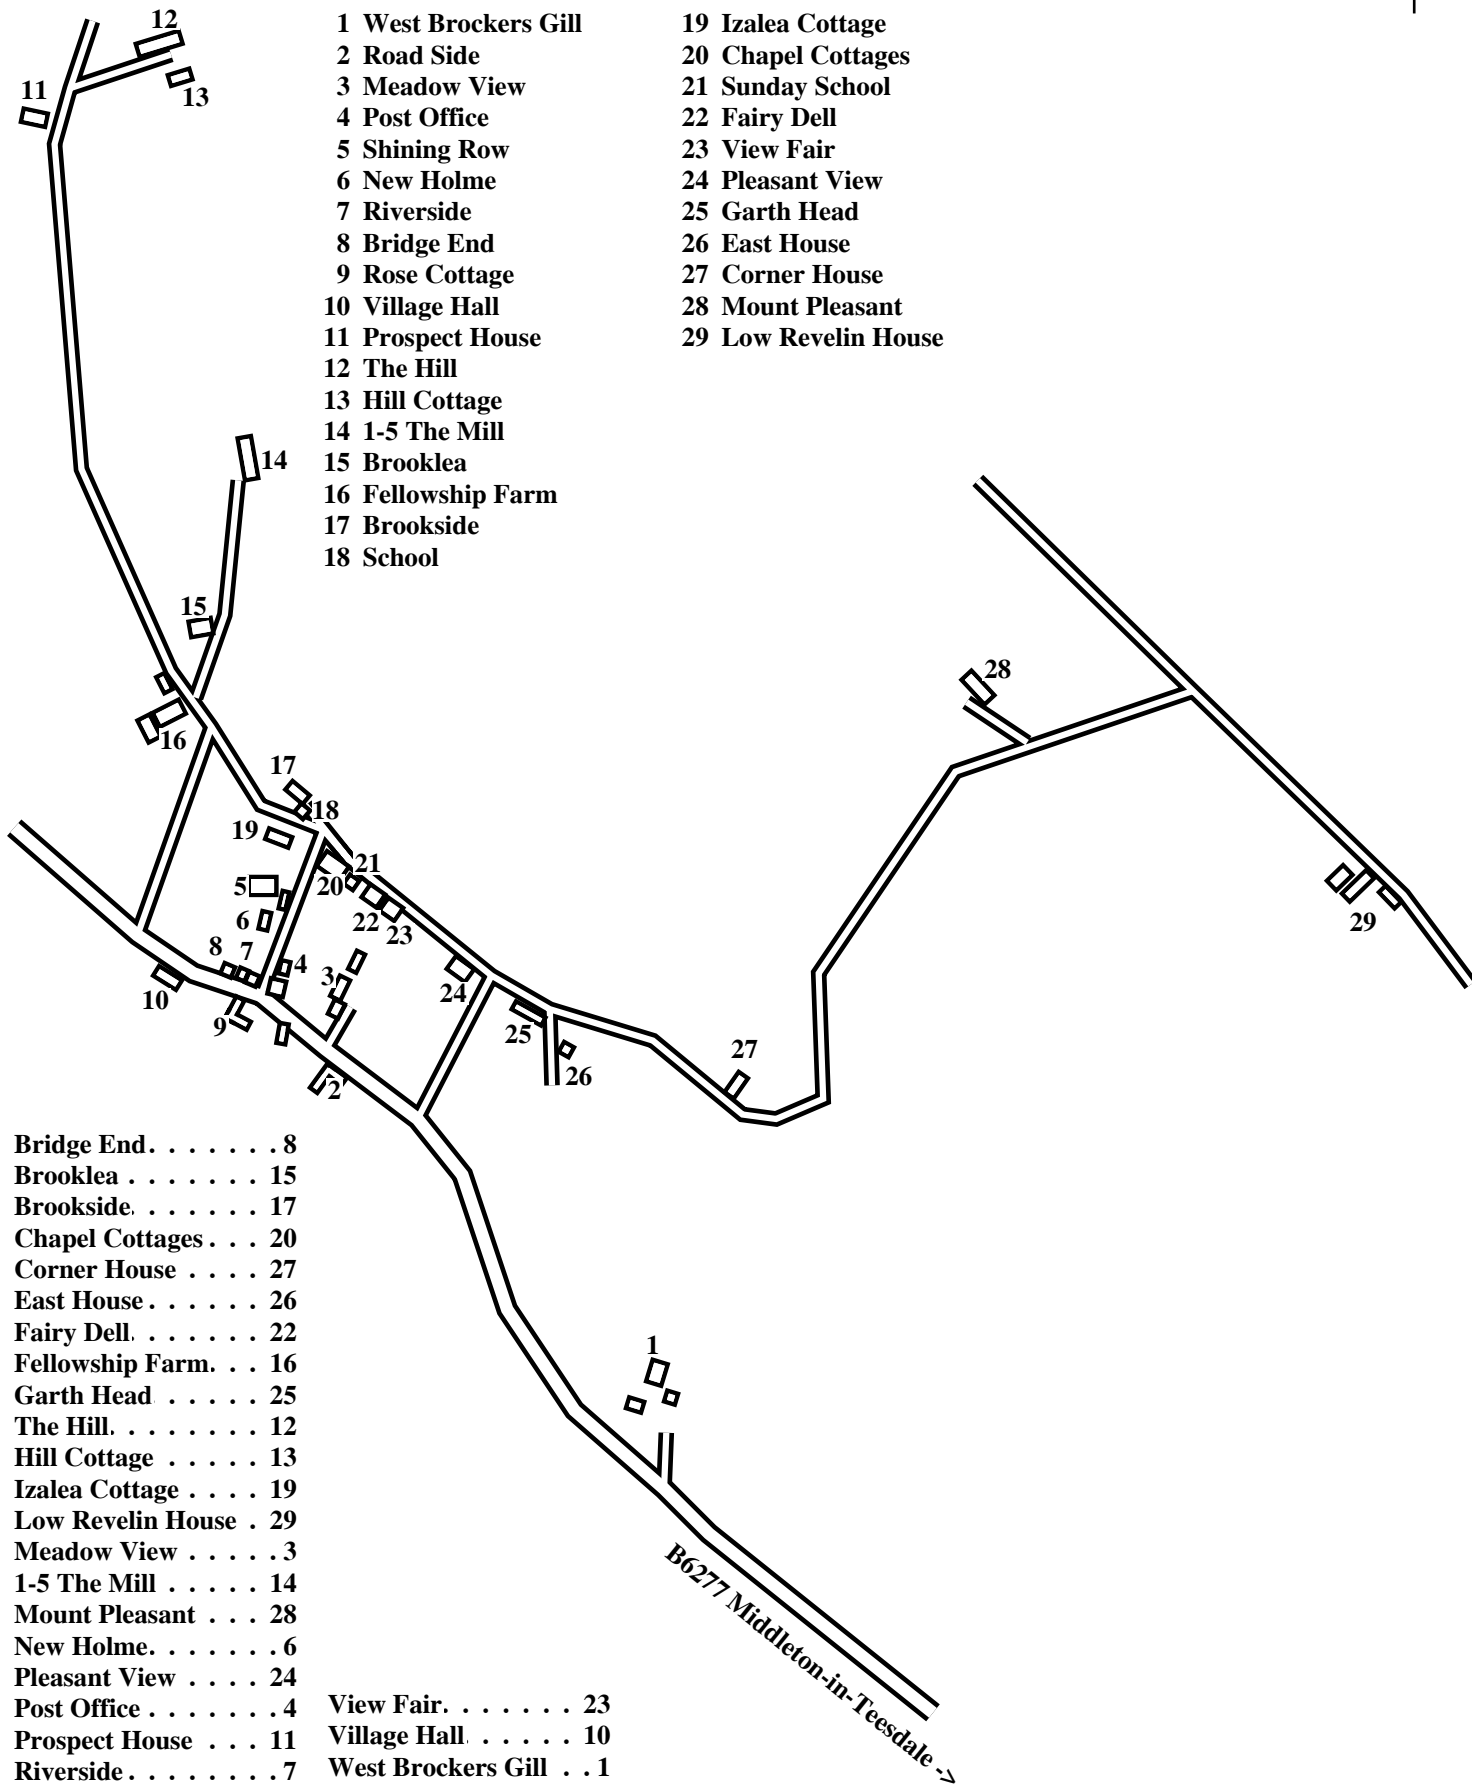 1 West Brockers Gill
2 Road Side
3 Meadow View
4 Post Office
5 Shining Row
6 New Holme
7 Riverside
8 Bridge End
9 Rose Cottage
10 Village Hall
11 Prospect House
12 The Hill
13 Hill Cottage
14 1-5 The Mill
15 Brooklea
16 Fellowship Farm
17 Brookside
18 School
19 Izalea Cottage
20 Chapel Cottages
21 Sunday School
22 Fairy Dell
23 View Fair
24 Pleasant View
25 Garth Head
26 East House
27 Corner House
28 Mount Pleasant
29 Low Revelin House
12
11
13
14
15
28
16
17
18
19
21
5
20
29
6
22
23
8
7
4
3
10
24
9
25
27
26
2
1
B6277 Middleton-in-Teesdale ->
Bridge End . . . . . . . 8
Brooklea . . . . . . . 15
Brookside . . . . . . . 17
Chapel Cottages . . . 20
Corner House . . . . 27
East House . . . . . . 26
Fairy Dell . . . . . . . 22
Fellowship Farm . . . 16
Garth Head . . . . . . 25
The Hill . . . . . . . . 12
Hill Cottage . . . . . 13
Izalea Cottage . . . . 19
Low Revelin House . 29
Meadow View . . . . . 3
1-5 The Mill . . . . . 14
Mount Pleasant . . . 28
New Holme . . . . . . . 6
Pleasant View . . . . 24
Post Office . . . . . . . 4
Prospect House . . . 11
Riverside . . . . . . . . 7
View Fair . . . . . . . 23
Village Hall . . . . . . 10
West Brockers Gill . . 1